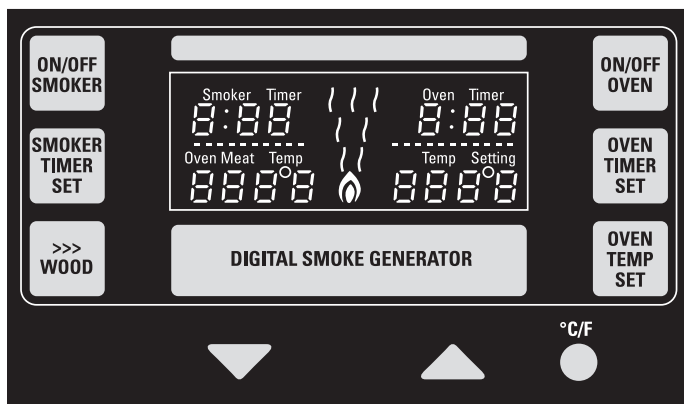 ON/OFF
SMOKER
SMOKER
TIMER
SET
>>>
WOOD
Smoker Timer
8:88
Oven Timer
8:88
Oven Meat Temp
888°8
Temp Setting
888°8
DIGITAL SMOKE GENERATOR
ON/OFF
OVEN
OVEN
TIMER
SET
OVEN
TEMP
SET
°C/F